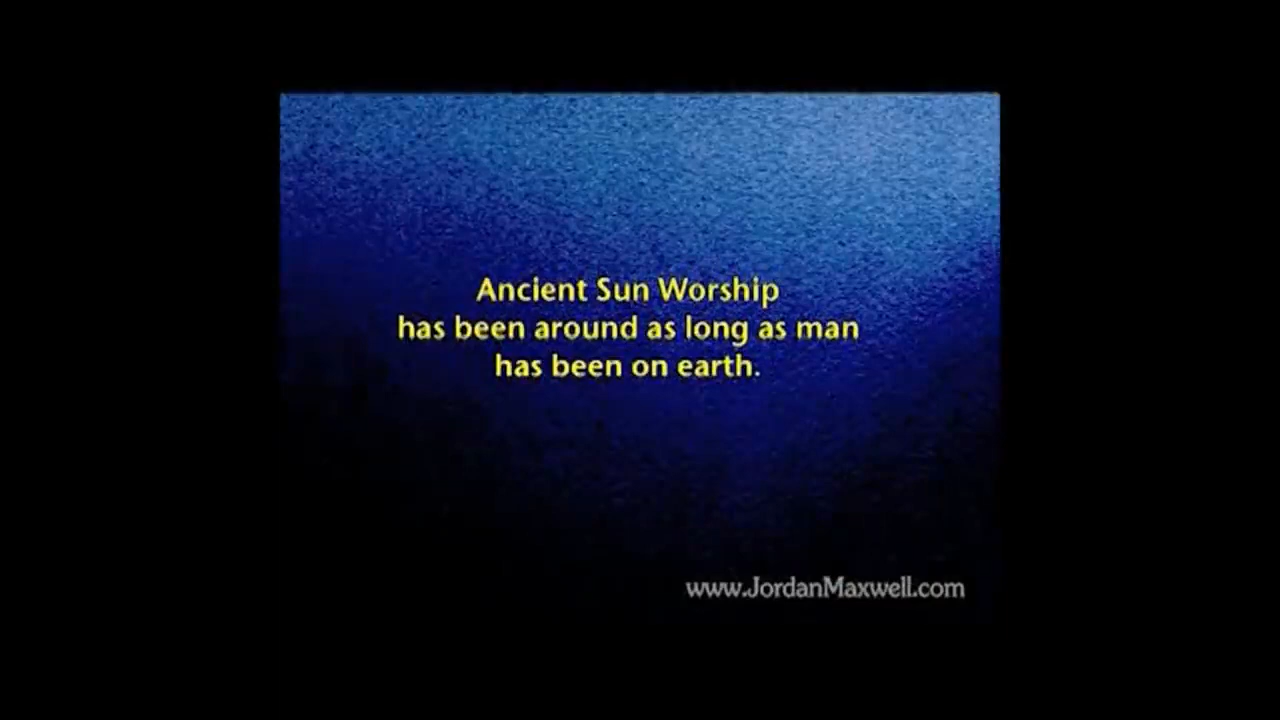 Ancient Sun Worship
has been around as long as man
has been on earth.
www.JordanMaxwell.com